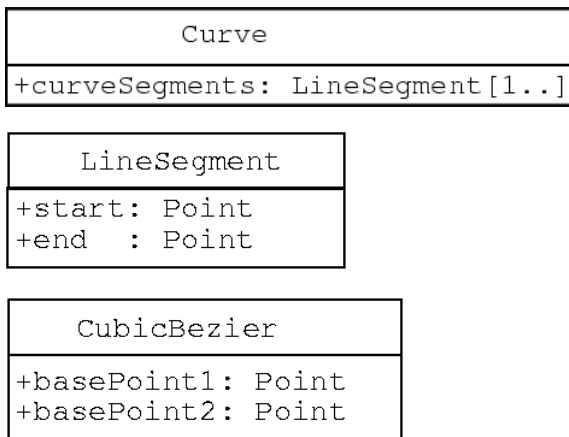 Curve
+curveSegments: LineSegment[1..]
LineSegment
+start: Point
+end  : Point
CubicBezier
+basePoint1: Point
+basePoint2: Point